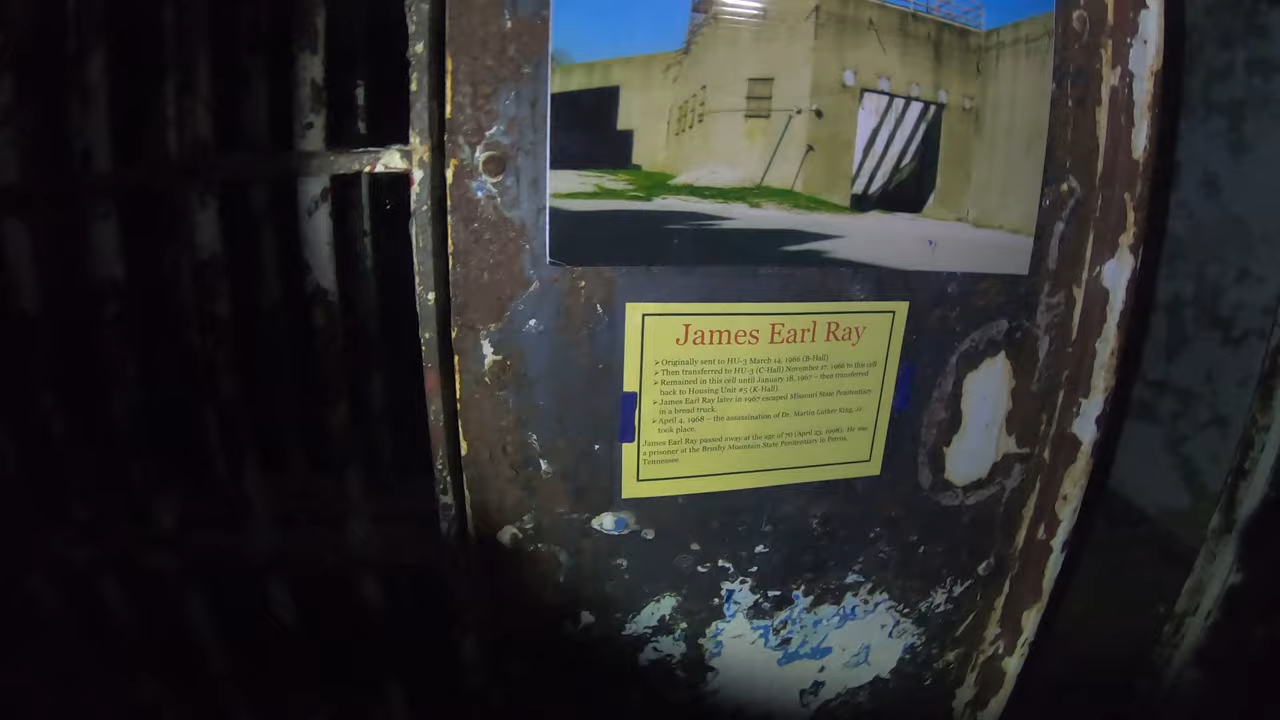 James Earl Ray
➢ Originally sent to HU-3 March 14, 1966 (B-Hall)
➢ Then transferred to HU-3 (C-Hall) November 17, 1966 to this cell
➢ Remained in this cell until January 18, 1967 – then transferred
back to Housing Unit #5 (K-Hall).
➢ James Earl Ray later in 1967 escaped Missouri State Penitentiary
in a bread truck.
➢ April 4, 1968 – the assassination of Dr. Martin Luther King, Jr
took place.
James Earl Ray passed away at the age of 70 (April 23, 1998). He was
a prisoner at the Brushy Mountain State Penitentiary in Petros,
Tennessee.